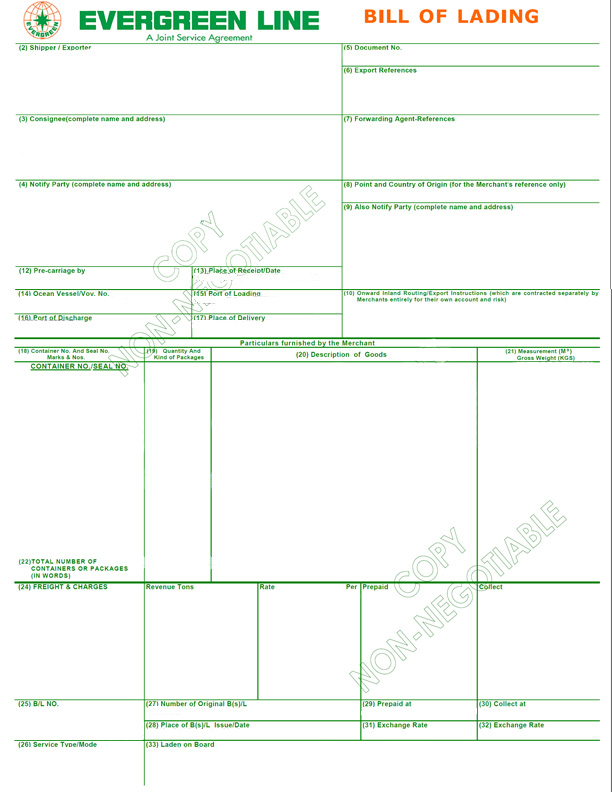 EVERGREEN
EVERGREEN LINE
A Joint Service Agreement
BILL OF LADING
(2) Shipper / Exporter
(5) Document No.
(6) Export References
(3) Consignee(complete name and address)
(7) Forwarding Agent-References
(4) Notify Party (complete name and address)
(8) Point and Country of Origin (for the Merchant's reference only)
(9) Also Notify Party (complete name and address)
COPY
NON-NEGOTIABLE
(12) Pre-carriage by
(13) Place of Receipt/Date
(14) Ocean Vessel/Vov. No.
(15) Port of Loading
(10) Onward Inland Routing/Export Instructions (which are contracted separately by
Merchants entirely for their own account and risk)
(16) Port of Discharge
(17) Place of Delivery
Particulars furnished by the Merchant
(18) Container No. And Seal No.
Marks & Nos.
(19) Quantity And
Kind of Packages
(20) Description of Goods
(21) Measurement (M³)
Gross Weight (KGS)
CONTAINER NO./SEAL NO.
(22)TOTAL NUMBER OF
CONTAINERS OR PACKAGES
(IN WORDS)
COPY
NON-NEGOTIABLE
(24) FREIGHT & CHARGES
Revenue Tons
Rate
Per
Prepaid
Collect
(25) B/L NO.
(27) Number of Original B(s)/L
(29) Prepaid at
(30) Collect at
(28) Place of B(s)/L Issue/Date
(31) Exchange Rate
(32) Exchange Rate
(26) Service Type/Mode
(33) Laden on Board